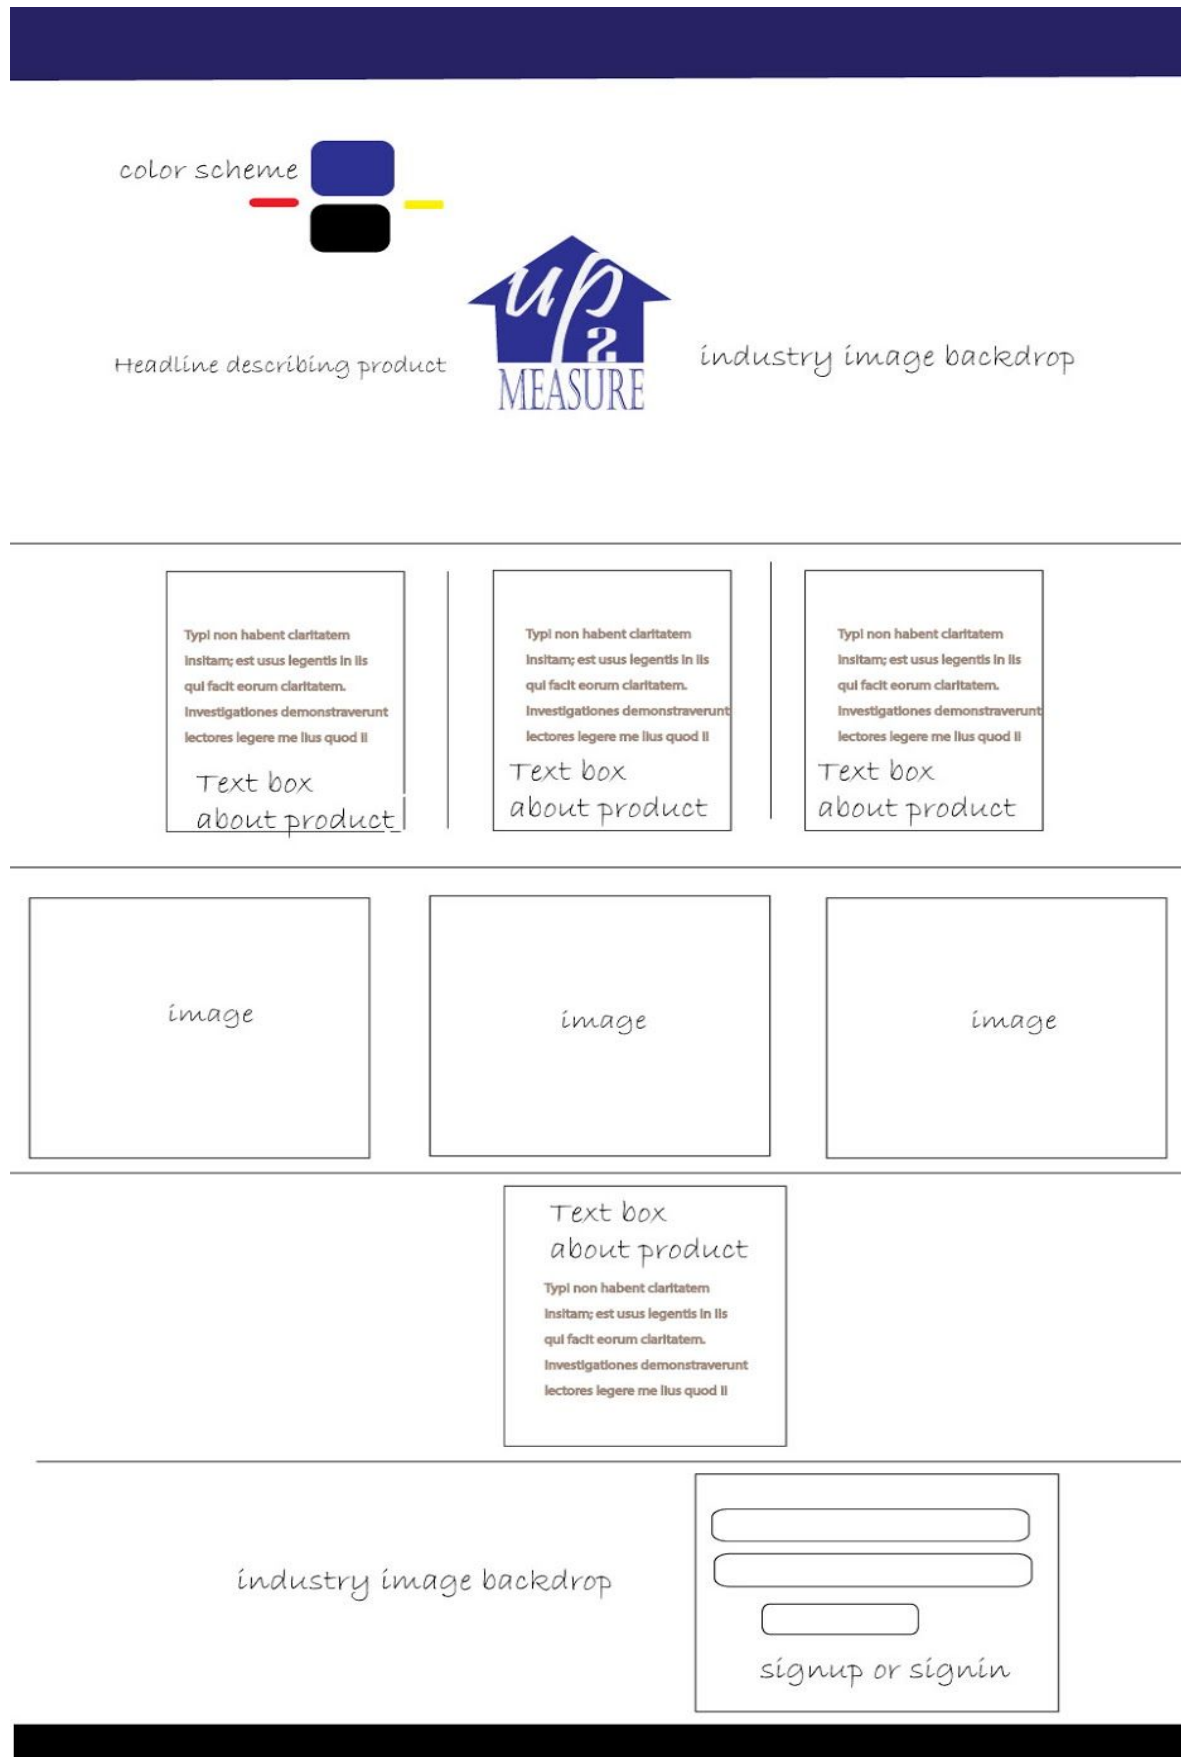 color scheme
up
2
MEASURE
Headline describing product
industry image backdrop
Typi non habent claritatem
insitam; est usus legentis in iis
qui facit eorum claritatem.
Investigationes demonstraverunt
lectores legere me lius quod ii
Text box
about product
Typi non habent claritatem
insitam; est usus legentis in iis
qui facit eorum claritatem.
Investigationes demonstraverunt
lectores legere me lius quod ii
Text box
about product
Typi non habent claritatem
insitam; est usus legentis in iis
qui facit eorum claritatem.
Investigationes demonstraverunt
lectores legere me lius quod ii
Text box
about product
image
image
image
Text box
about product
Typi non habent claritatem
insitam; est usus legentis in iis
qui facit eorum claritatem.
Investigationes demonstraverunt
lectores legere me lius quod ii
industry image backdrop
signup or signin